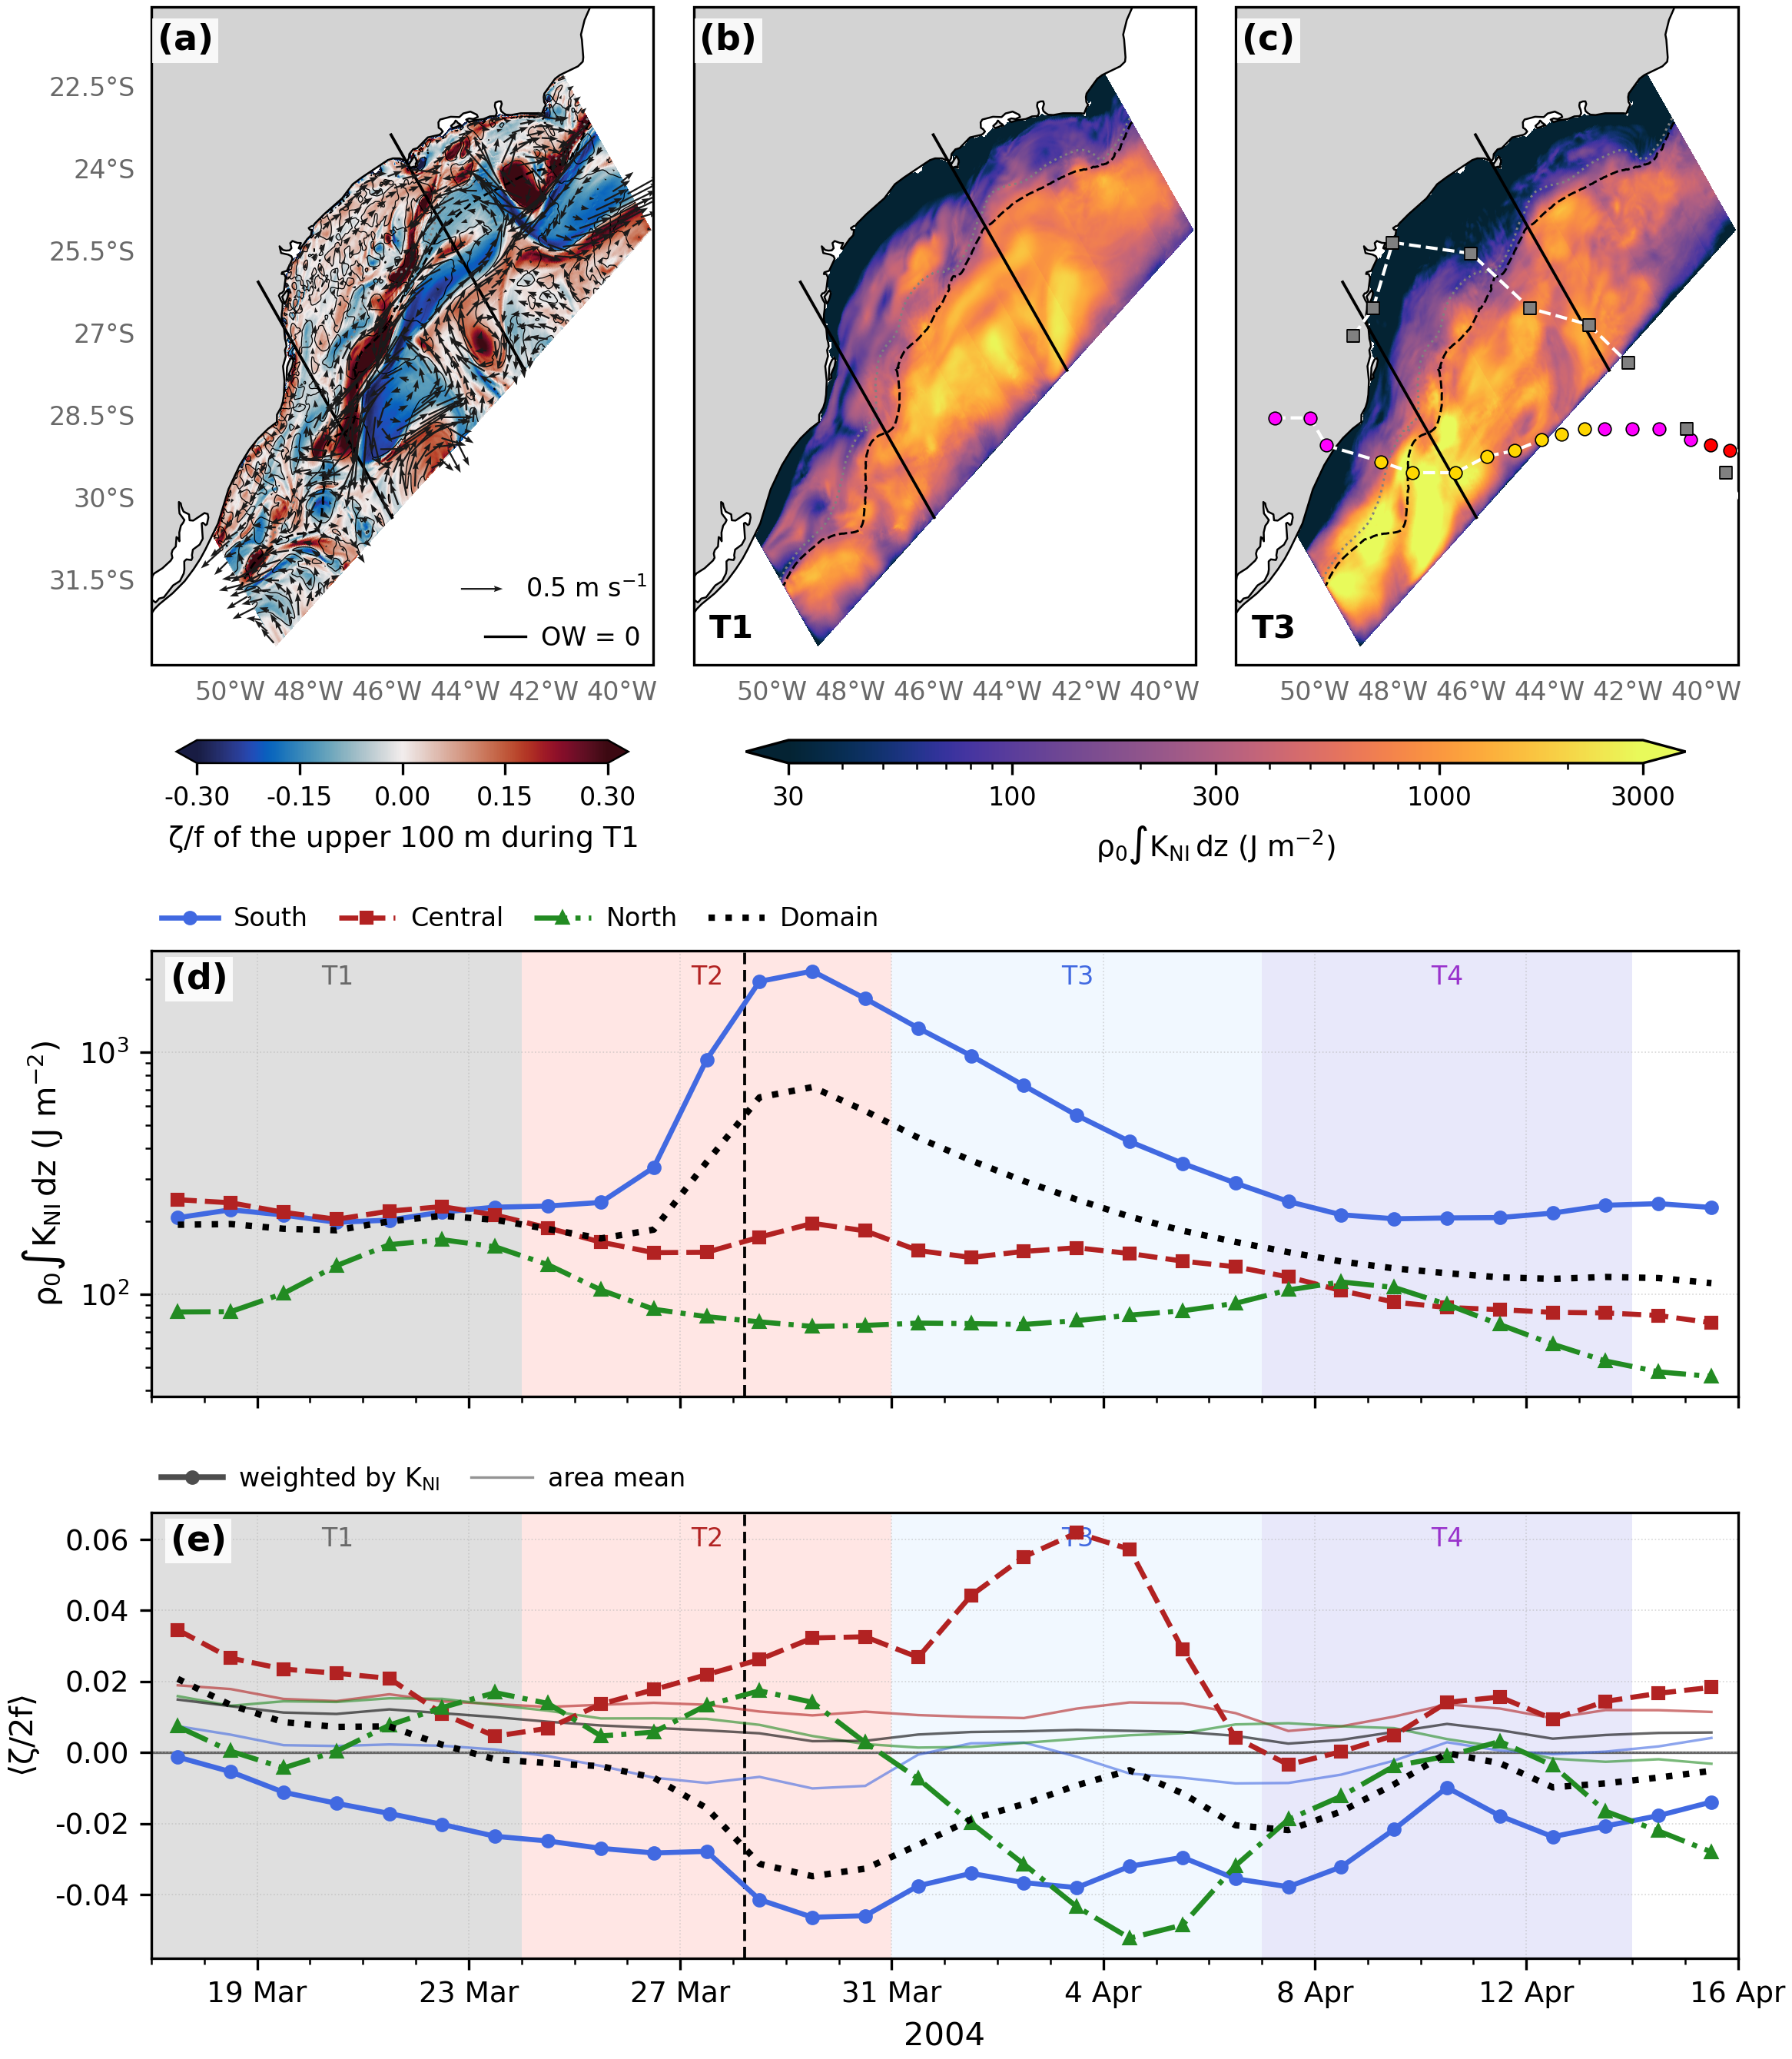 (a)
(b)
(c)
22.5°S
24°S
25.5°S
27°S
28.5°S
30°S
31.5°S
0.5 m s⁻¹
OW = 0
T1
T3
50°W 48°W 46°W 44°W 42°W 40°W
50°W 48°W 46°W 44°W 42°W 40°W
50°W 48°W 46°W 44°W 42°W 40°W
-0.30 -0.15 0.00 0.15 0.30
ζ/f of the upper 100 m during T1
30 100 300 1000 3000
ρ₀∫K_NI dz (J m⁻²)
South Central North Domain
(d)
T1 T2 T3 T4
10³
10²
ρ₀∫K_NI dz (J m⁻²)
weighted by K_NI area mean
(e)
T1 T2 T3 T4
0.06
0.04
0.02
0.00
-0.02
-0.04
⟨ζ/2f⟩
19 Mar 23 Mar 27 Mar 31 Mar 4 Apr 8 Apr 12 Apr 16 Apr
2004